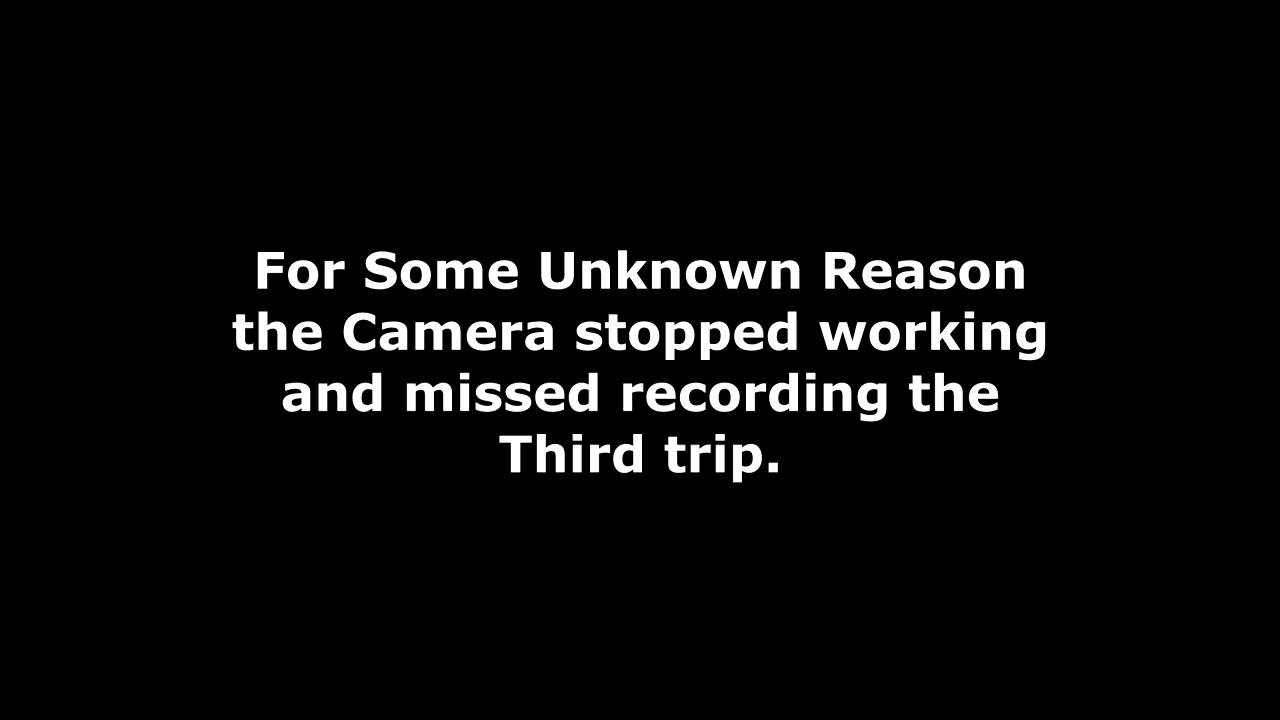 For Some Unknown Reason
the Camera stopped working
and missed recording the
Third trip.